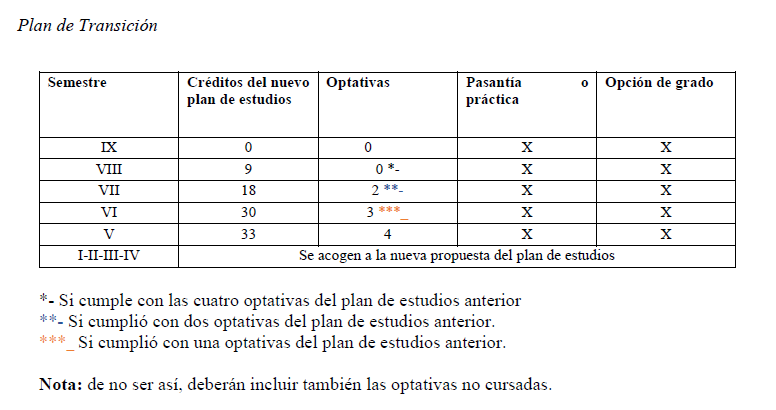 Plan de Transición
Semestre Créditos del nuevo plan de estudios Optativas Pasantía o práctica Opción de grado
IX 0 0 X X
VIII 9 0 *- X X
VII 18 2 **- X X
VI 30 3 ***_ X X
V 33 4 X X
I-II-III-IV Se acogen a la nueva propuesta del plan de estudios
*- Si cumple con las cuatro optativas del plan de estudios anterior
**- Si cumplió con dos optativas del plan de estudios anterior.
***_ Si cumplió con una optativas del plan de estudios anterior.
Nota: de no ser así, deberán incluir también las optativas no cursadas.